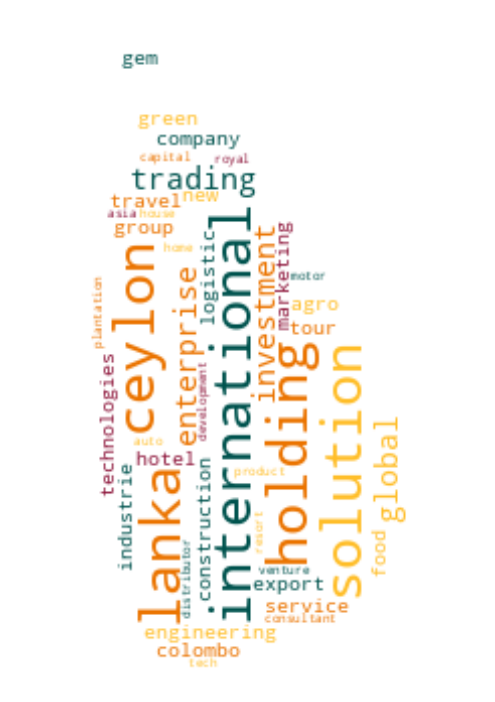 gem
green
company
capital
royal
trading
travel
new
asia
house
group
home
ceylon
international
logistic
investment
marketing
motor
plantation
enterprise
agro
tour
holding
solution
technologies
development
global
auto
hotel
product
lanka
industrie
construction
distributor
resort
food
venture
export
service
consultant
engineering
colombo
tech